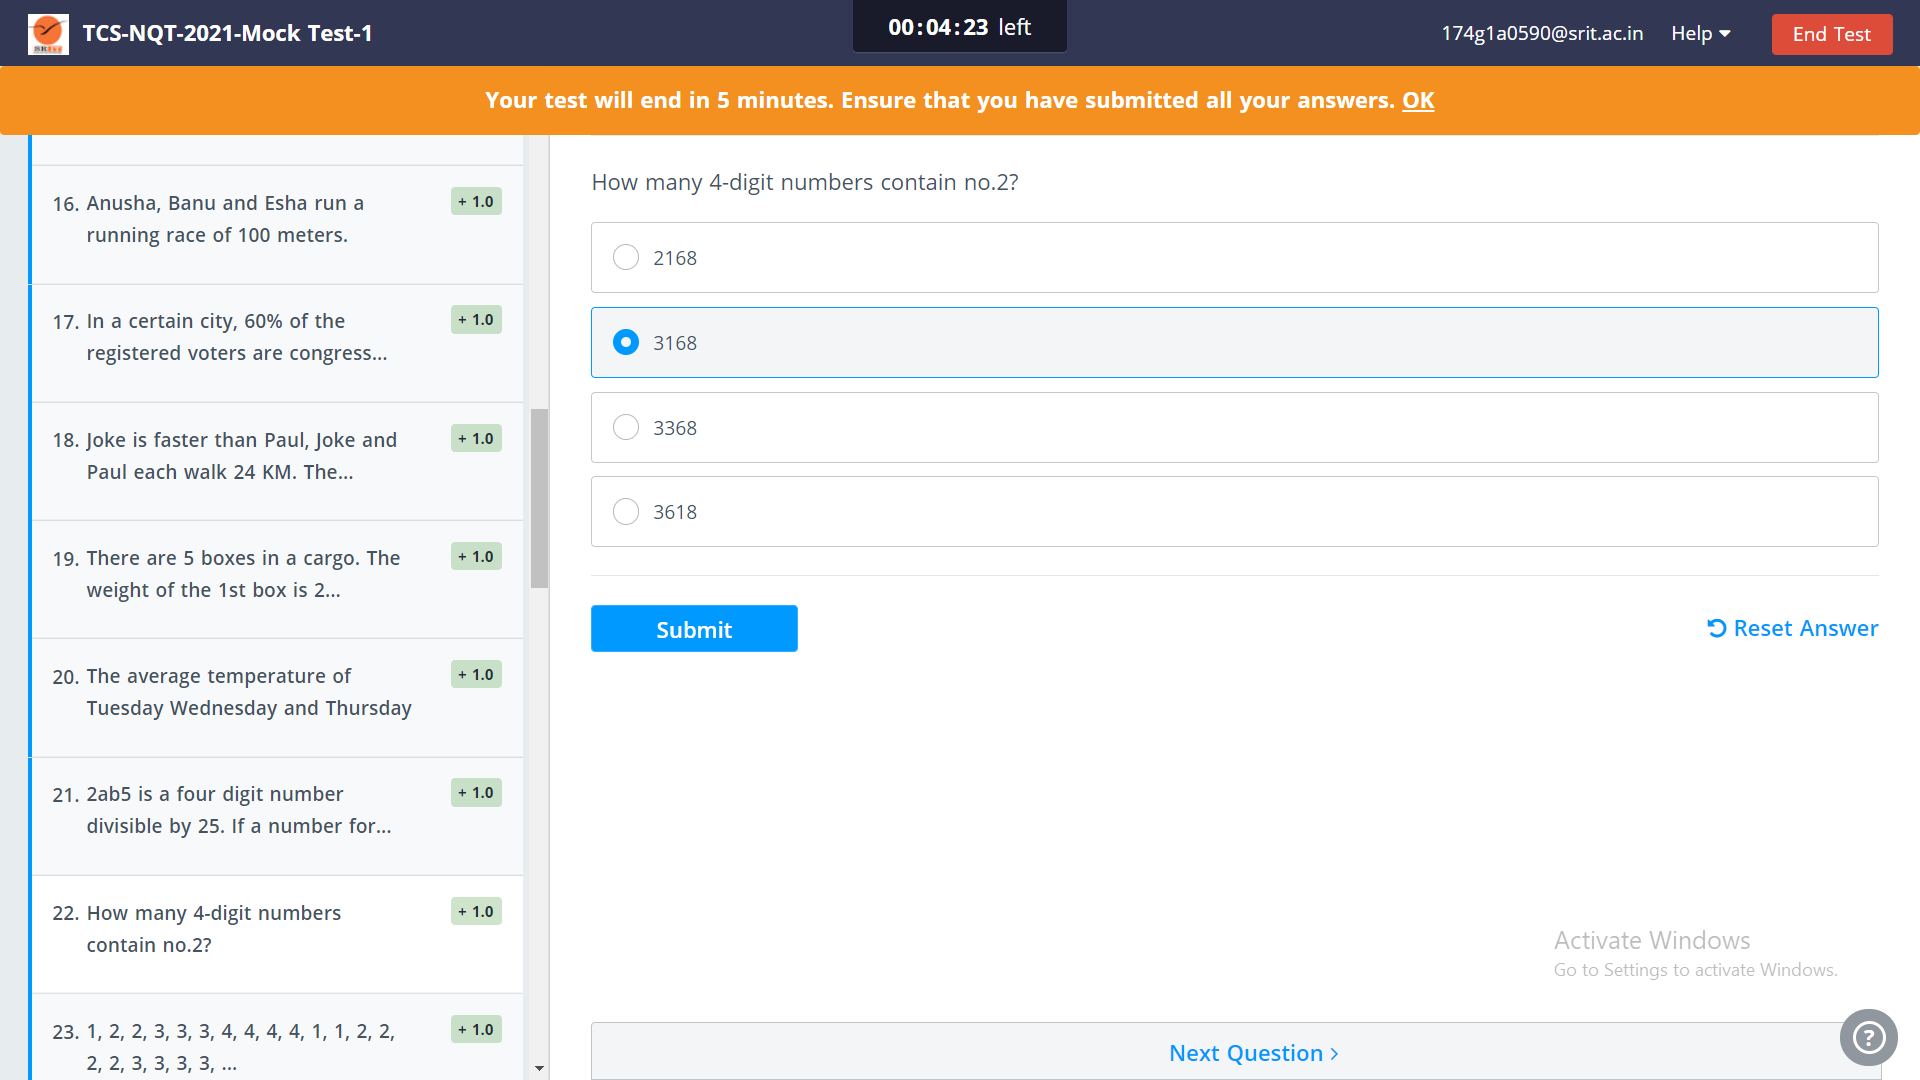 TCS-NQT-2021-Mock Test-1
00:04:23 left
174g1a0590@srit.ac.in
Help
End Test
Your test will end in 5 minutes. Ensure that you have submitted all your answers. OK
16. Anusha, Banu and Esha run a
running race of 100 meters.
+ 1.0
17. In a certain city, 60% of the
registered voters are congress...
+ 1.0
18. Joke is faster than Paul, Joke and
Paul each walk 24 KM. The...
+ 1.0
19. There are 5 boxes in a cargo. The
weight of the 1st box is 2...
+ 1.0
20. The average temperature of
Tuesday Wednesday and Thursday
+ 1.0
21. 2ab5 is a four digit number
divisible by 25. If a number for...
+ 1.0
22. How many 4-digit numbers
contain no.2?
+ 1.0
23. 1, 2, 2, 3, 3, 3, 4, 4, 4, 4, 1, 1, 2, 2,
2, 2, 3, 3, 3, 3, ...
+ 1.0
How many 4-digit numbers contain no.2?
2168
3168
3368
3618
Submit
Reset Answer
Activate Windows
Go to Settings to activate Windows.
Next Question >
?